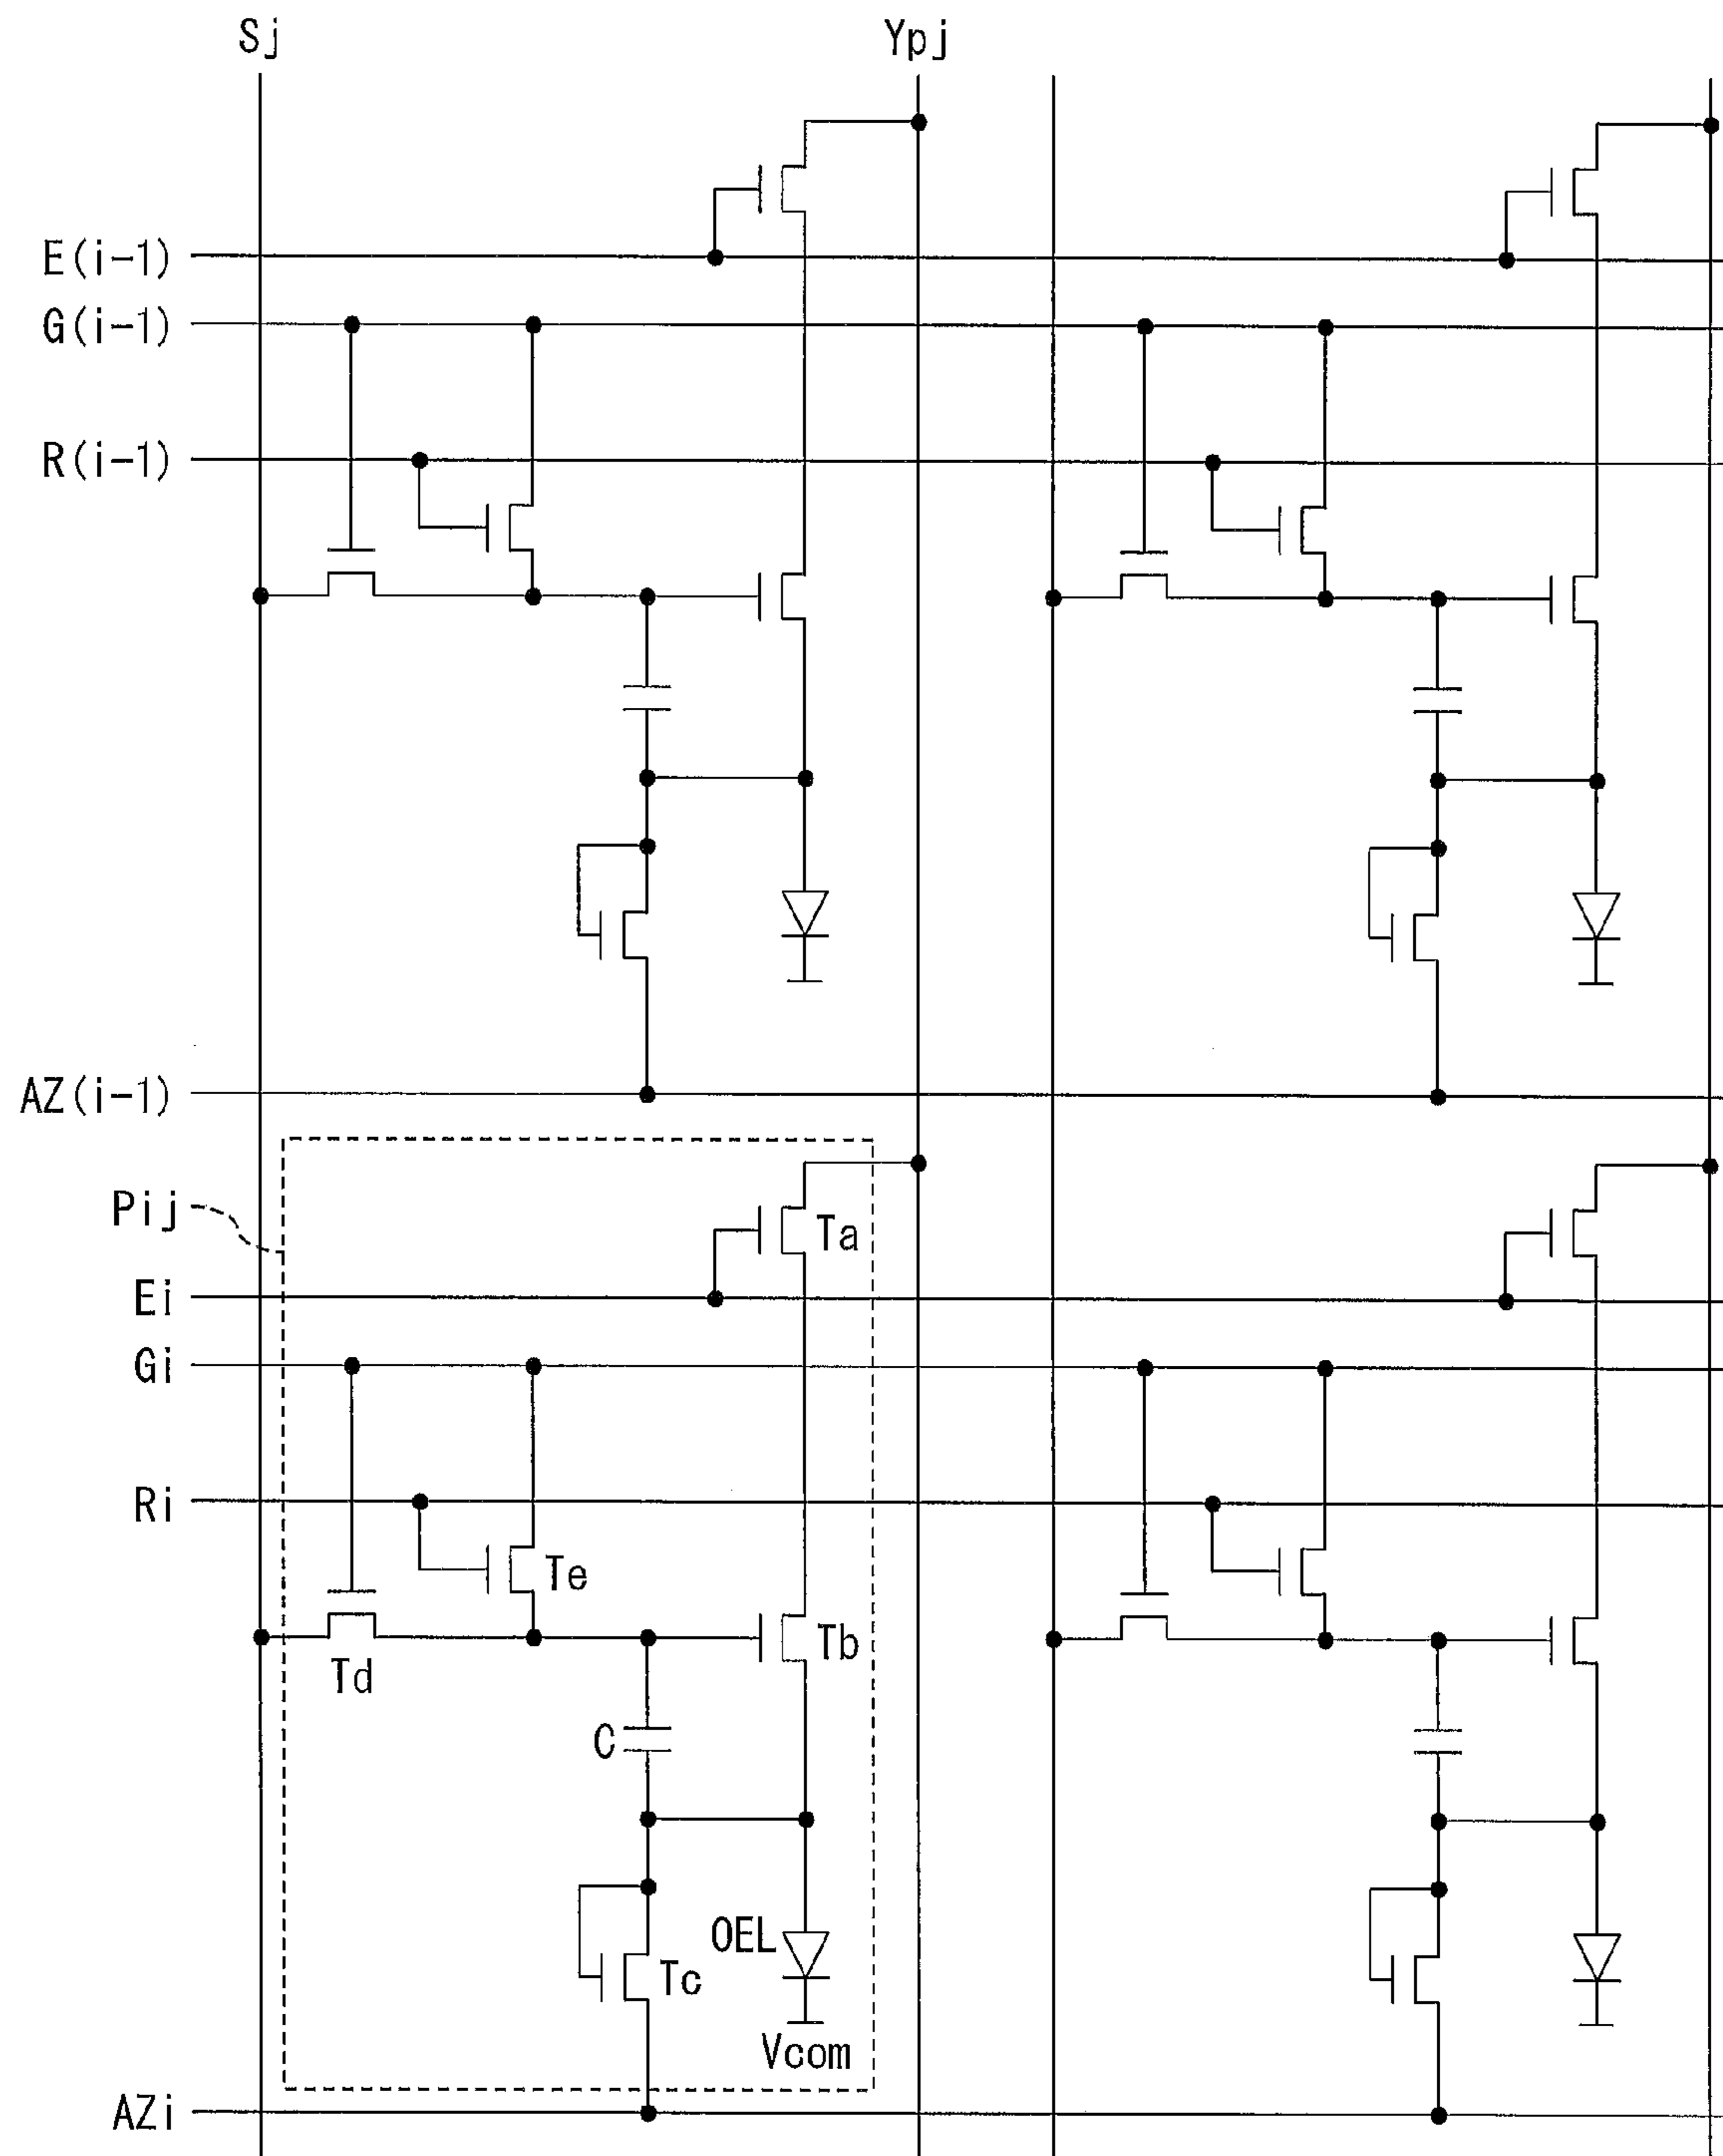 Sj
Ypj
E(i-1)
G(i-1)
R(i-1)
AZ(i-1)
Pij
Ta
Ei
Gi
Ri
Te
Tb
Td
C
OEL
Tc
Vcom
AZi